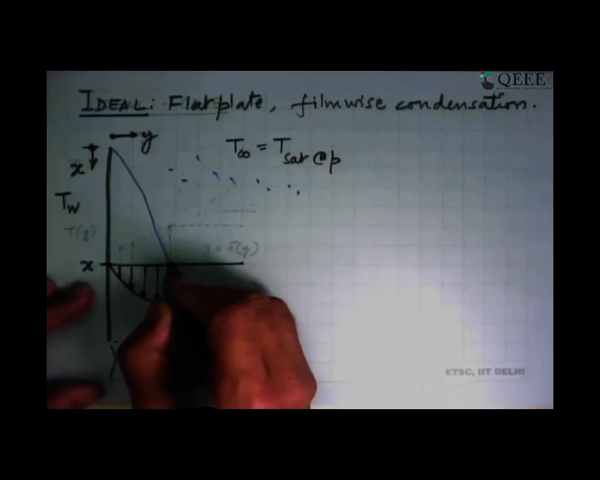 QEEE
IDEAL: Flat plate, filmwise condensation.
y
x
T∞ = Tsat@p
Tw
T(y)
x
ETSC, IIT DELHI